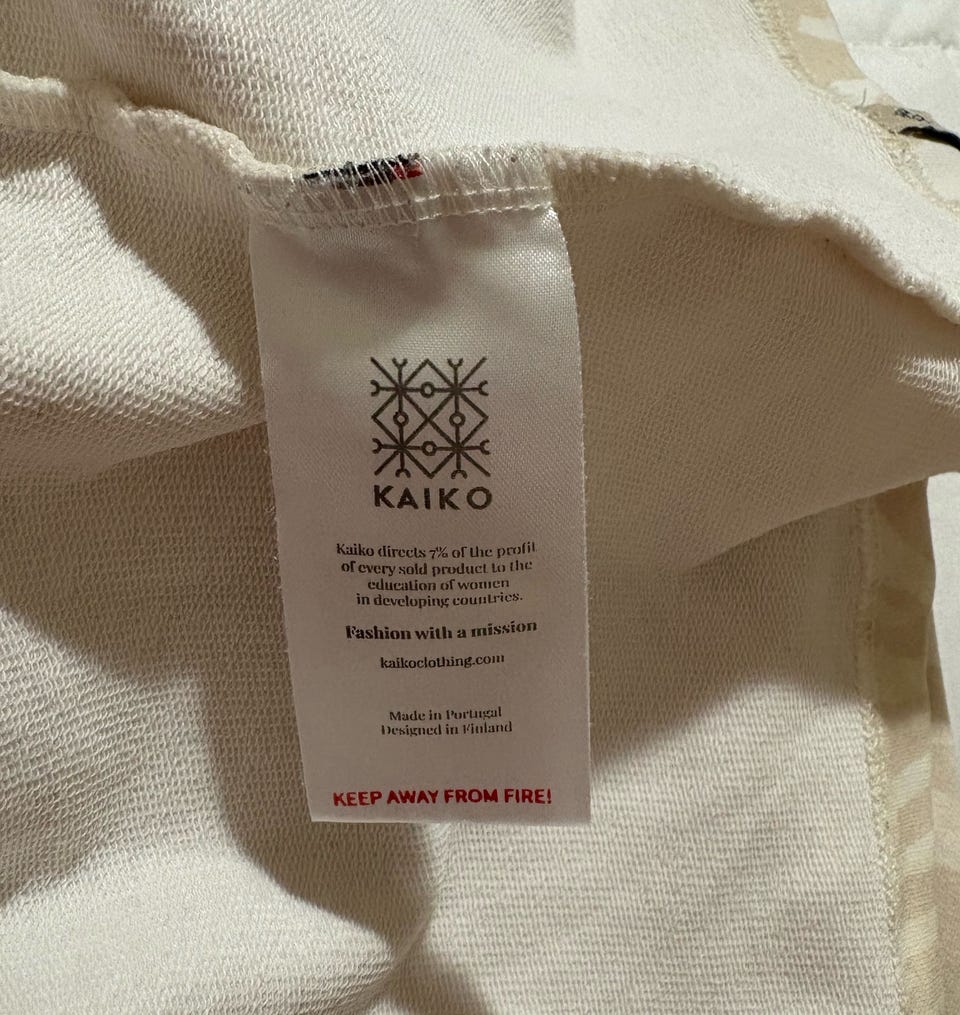 KAIKO
Kaiko directs 7% of the profit
of every sold product to the
education of women
in developing countries.
Fashion with a mission
kaikoclothing.com
Made in Portugal
Designed in Finland
KEEP AWAY FROM FIRE!